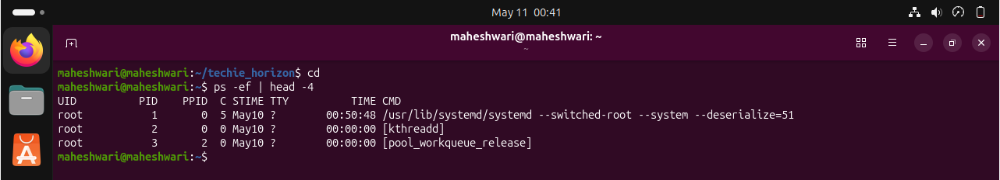 May 11 00:41
maheshwari@maheshwari: ~
~
maheshwari@maheshwari:~/techie_horizon$ cd
maheshwari@maheshwari:~$ ps -ef | head -4
UID          PID    PPID  C STIME TTY          TIME CMD
root           1       0  5 May10 ?        00:50:48 /usr/lib/systemd/systemd --switched-root --system --deserialize=51
root           2       0  0 May10 ?        00:00:00 [kthreadd]
root           3       2  0 May10 ?        00:00:00 [pool_workqueue_release]
maheshwari@maheshwari:~$